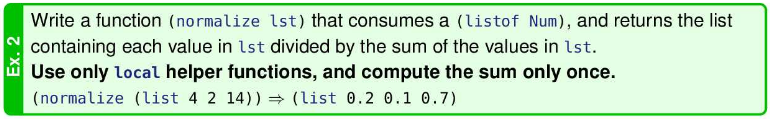 Ex. 2
Write a function (normalize lst) that consumes a (listof Num), and returns the list
containing each value in lst divided by the sum of the values in lst.
Use only local helper functions, and compute the sum only once.
(normalize (list 4 2 14)) ⇒ (list 0.2 0.1 0.7)